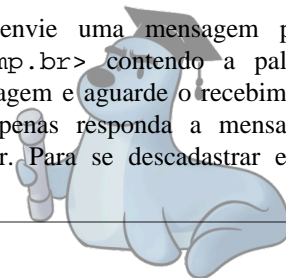 envie uma mensagem p
mp.br> contendo a pal
agem e aguarde o recebim
penas responda a mensa
r. Para se descadastrar e